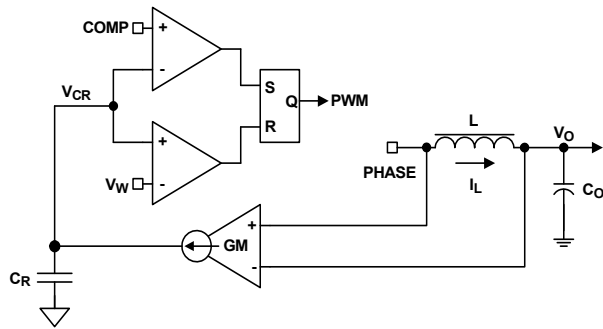 COMP
+
-
VCR
S
Q
PWM
R
+
VW
-
L
VO
PHASE
IL
CO
+
GM
-
CR